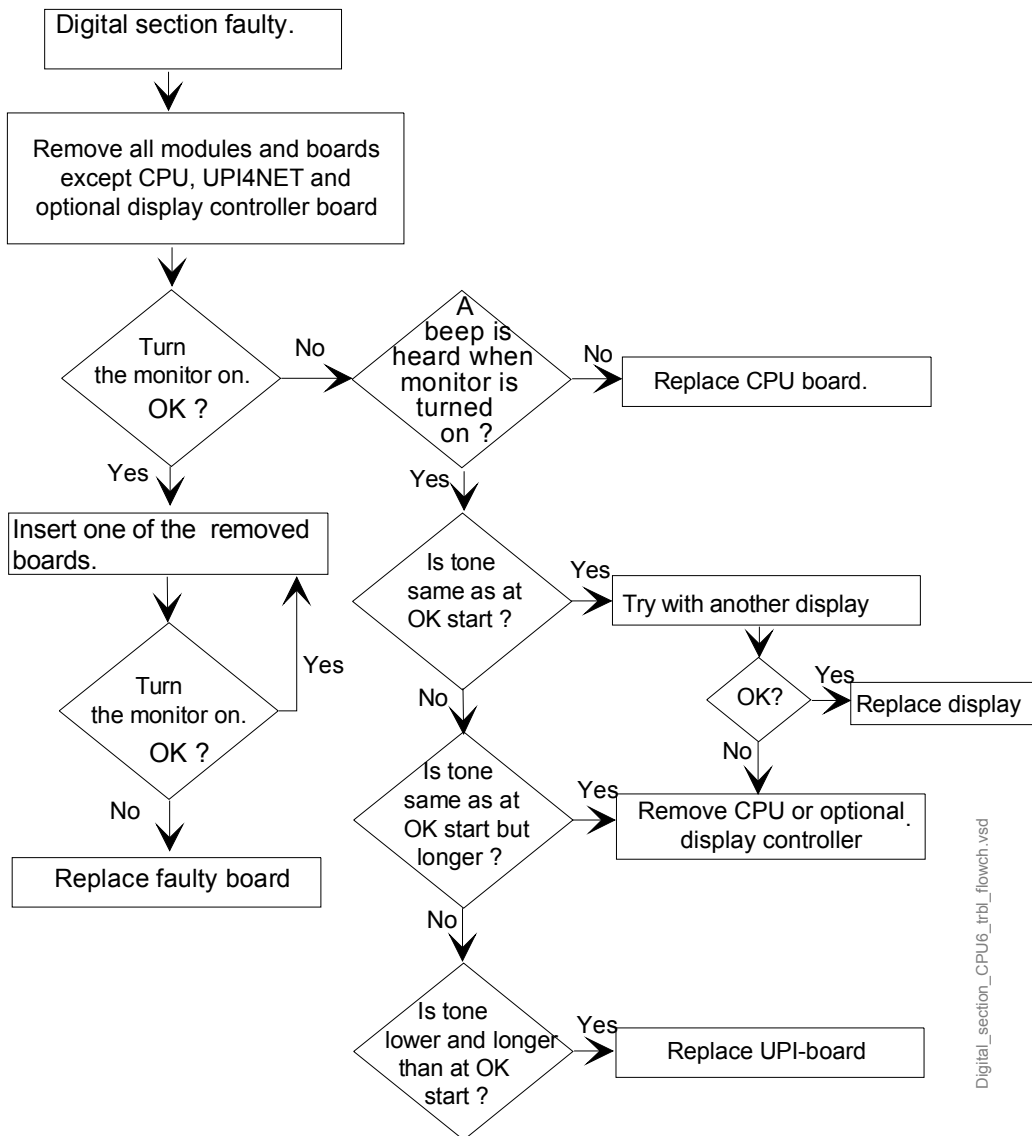 Digital section faulty.
Remove all modules and boards
except CPU, UPI4NET and
optional display controller board
Turn
the monitor on.
OK ?
No
A
beep is
heard when
monitor is
turned
on ?
No
Replace CPU board.
Yes
Yes
Insert one of the removed
boards.
Is tone
same as at
OK start ?
Yes
Try with another display
Turn
the monitor on.
OK ?
Yes
No
OK?
Yes
Replace display
No
Is tone
same as at
OK start but
longer ?
Yes
Remove CPU or optional.
display controller
No
Replace faulty board
No
Is tone
lower and longer
than at OK
start ?
Yes
Replace UPI-board
Digital_section_CPU6_trbl_flowch.vsd